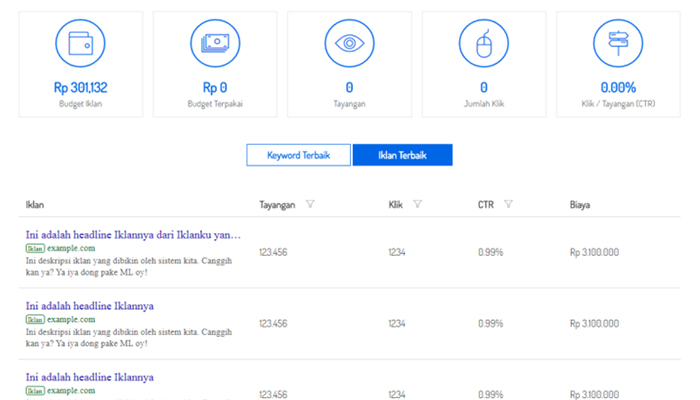 Rp 301,132
Budget Iklan
Rp 0
Budget Terpakai
0
Tayangan
0
Jumlah Klik
0.00%
Klik / Tayangan (CTR)
Keyword Terbaik
Iklan Terbaik
Iklan Tayangan Klik CTR Biaya
Ini adalah headline Iklannya dari Iklanku yan...
Iklan example.com
Ini deskripsi iklan yang dibikin oleh sistem kita. Canggih
kan ya? Ya iya dong pake ML oy!
123.456 1234 0.99% Rp 3.100.000
Ini adalah headline Iklannya
Iklan example.com
Ini deskripsi iklan yang dibikin oleh sistem kita. Canggih
kan ya? Ya iya dong pake ML oy!
123.456 1234 0.99% Rp 3.100.000
Ini adalah headline Iklannya
Iklan example.com
123.456 1234 0.99% Rp 3.100.000